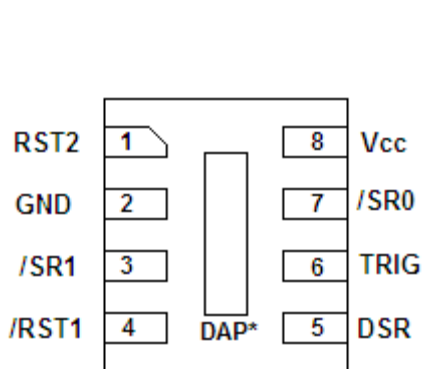 RST2 1 8 Vcc
GND 2 7 /SR0
/SR1 3 6 TRIG
/RST1 4 DAP* 5 DSR